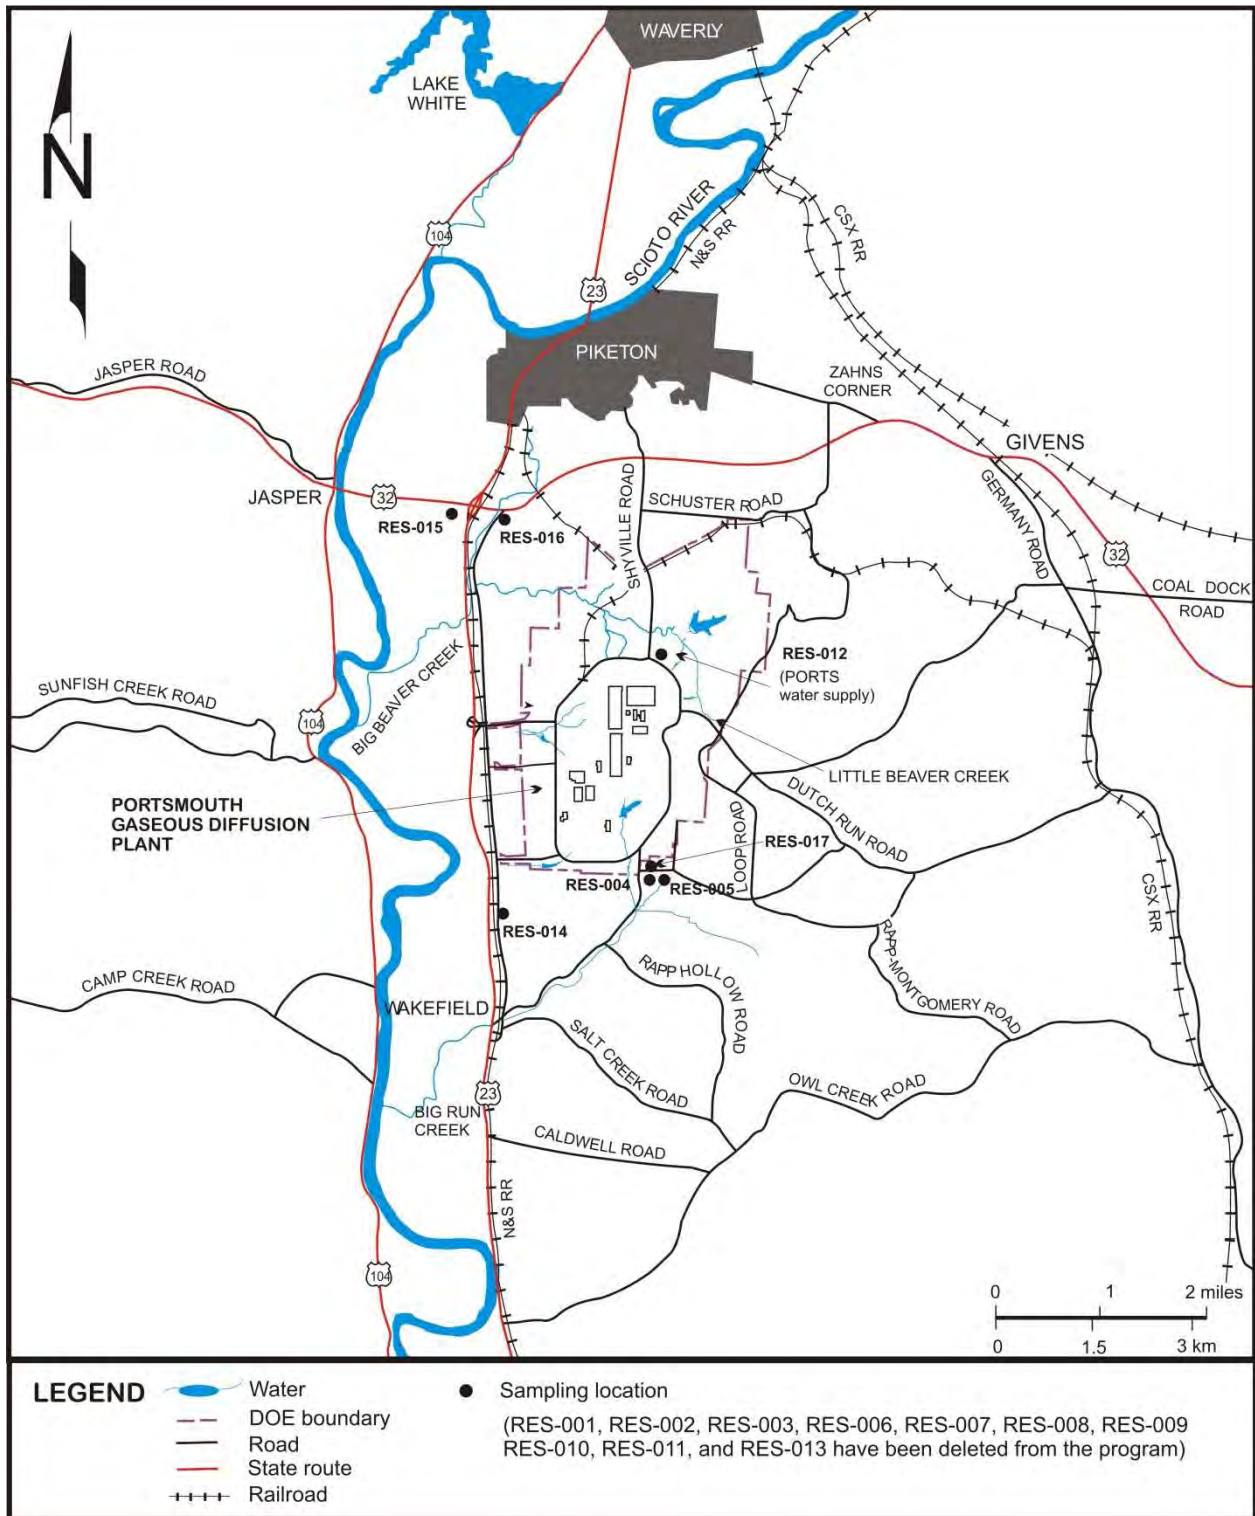 WAVERLY
LAKE
WHITE
N
SCIOTO RIVER
N&S RR
CSX RR
104
23
PIKETON
JASPER ROAD
ZAHNS
CORNER
GIVENS
JASPER
32
SHYVILLE ROAD
SCHUSTER ROAD
GERMANY ROAD
RES-015
RES-016
32
COAL DOCK
ROAD
RES-012
(PORTS
water supply)
SUNFISH CREEK ROAD
104
BIG BEAVER CREEK
LITTLE BEAVER CREEK
PORTSMOUTH
GASEOUS DIFFUSION
PLANT
DUTCH RUN ROAD
LOOP ROAD
RES-017
RES-004
RES-005
CSX RR
RES-014
RAPP-MONTGOMERY ROAD
RAPP HOLLOW ROAD
CAMP CREEK ROAD
WAKEFIELD
SALT CREEK ROAD
OWL CREEK ROAD
23
BIG RUN
CREEK
CALDWELL ROAD
N&S RR
104
0 1 2 miles
0 1.5 3 km
LEGEND
Water
DOE boundary
Road
State route
Railroad
Sampling location
(RES-001, RES-002, RES-003, RES-006, RES-007, RES-008, RES-009
RES-010, RES-011, and RES-013 have been deleted from the program)